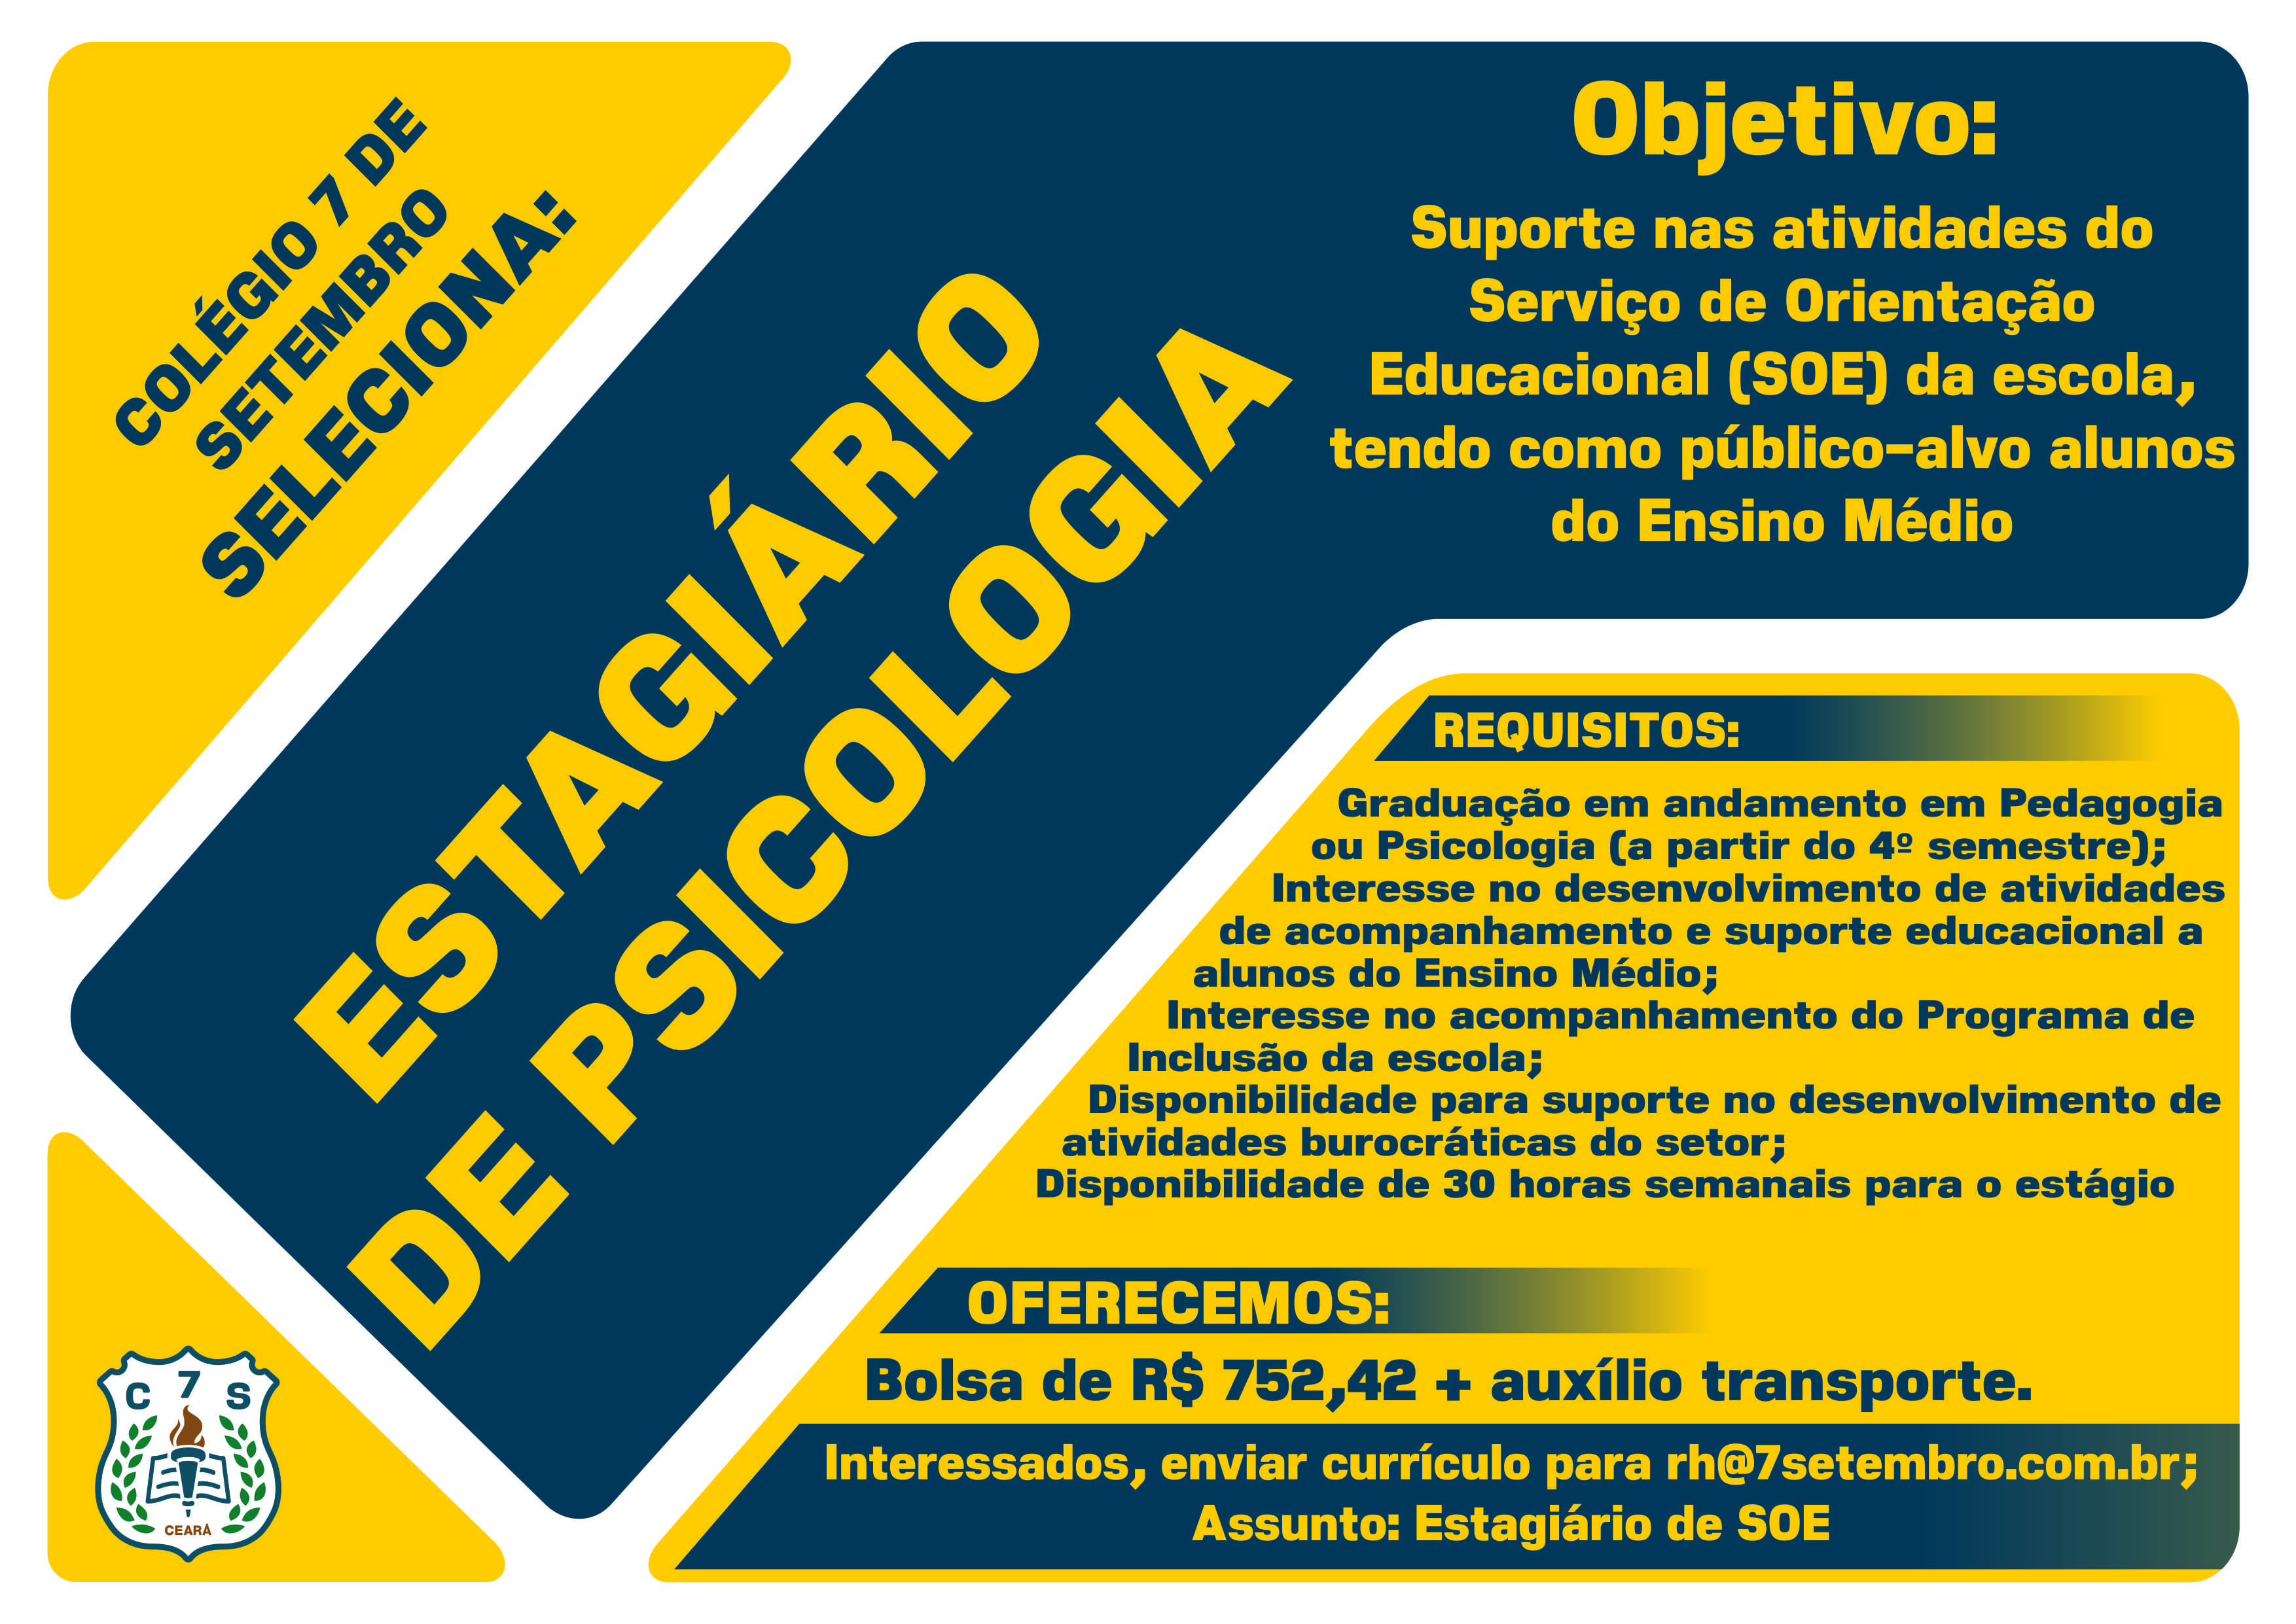 COLÉGIO 7 DE
SETEMBRO
SELECIONA:
ESTAGIÁRIO
DE PSICOLOGIA
Objetivo:
Suporte nas atividades do
Serviço de Orientação
Educacional (SOE) da escola,
tendo como público-alvo alunos
do Ensino Médio
REQUISITOS:
Graduação em andamento em Pedagogia
ou Psicologia (a partir do 4º semestre);
Interesse no desenvolvimento de atividades
de acompanhamento e suporte educacional a
alunos do Ensino Médio;
Interesse no acompanhamento do Programa de
Inclusão da escola;
Disponibilidade para suporte no desenvolvimento de
atividades burocráticas do setor;
Disponibilidade de 30 horas semanais para o estágio
OFERECEMOS:
Bolsa de R$ 752,42 + auxílio transporte.
Interessados, enviar currículo para rh@7setembro.com.br;
Assunto: Estagiário de SOE
C 7 S
CEARÁ